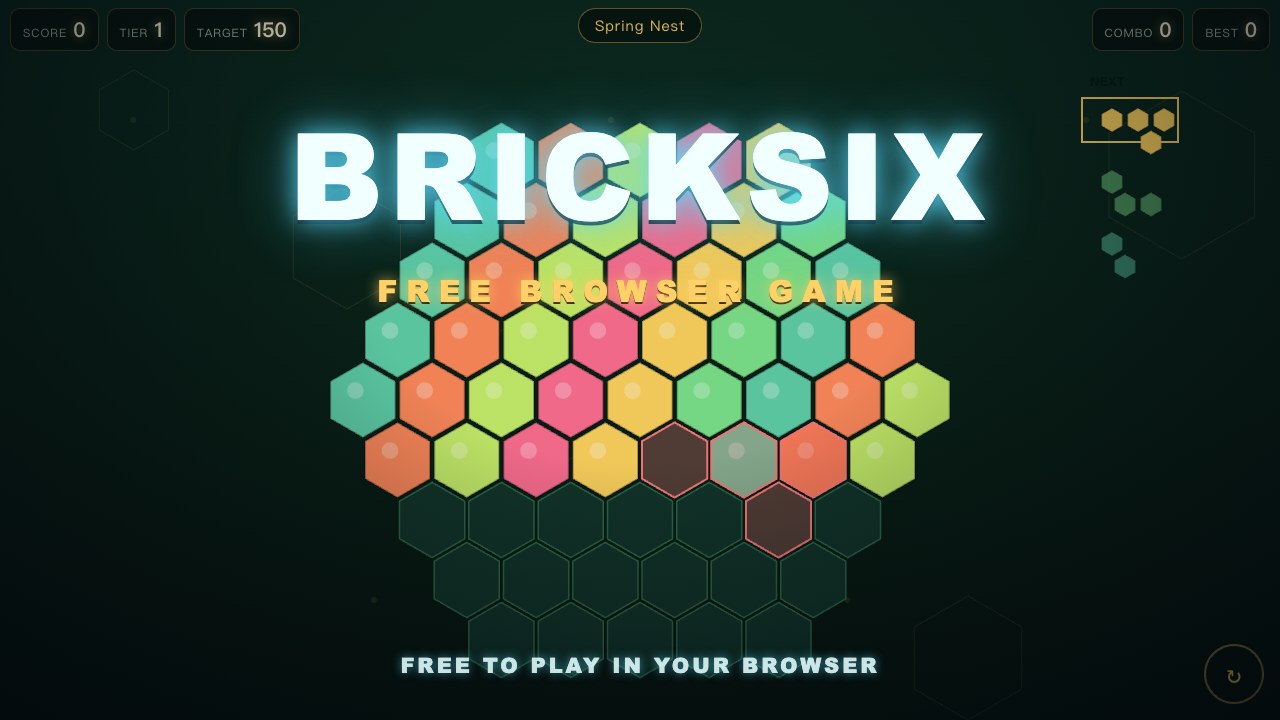 SCORE 0
TIER 1
TARGET 150
Spring Nest
COMBO 0
BEST 0
NEXT
BRICKSIX
FREE BROWSER GAME
FREE TO PLAY IN YOUR BROWSER